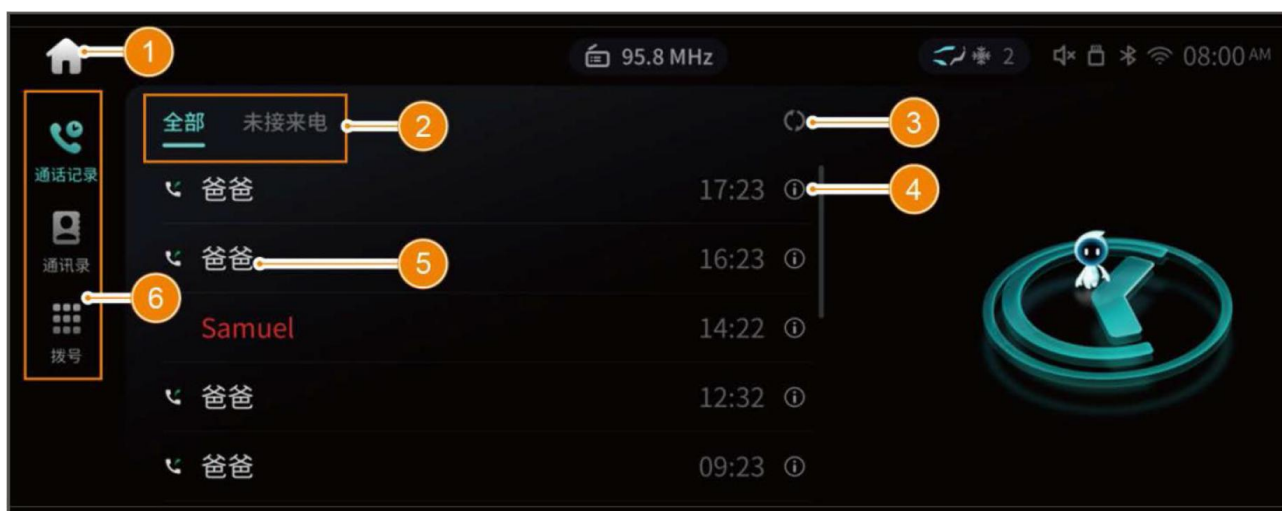 1
95.8 MHz
2
08:00 AM
全部 未接来电
2
3
通话记录
爸爸 17:23
4
通讯录
爸爸 16:23
5
6
拨号
Samuel 14:22
爸爸 12:32
爸爸 09:23